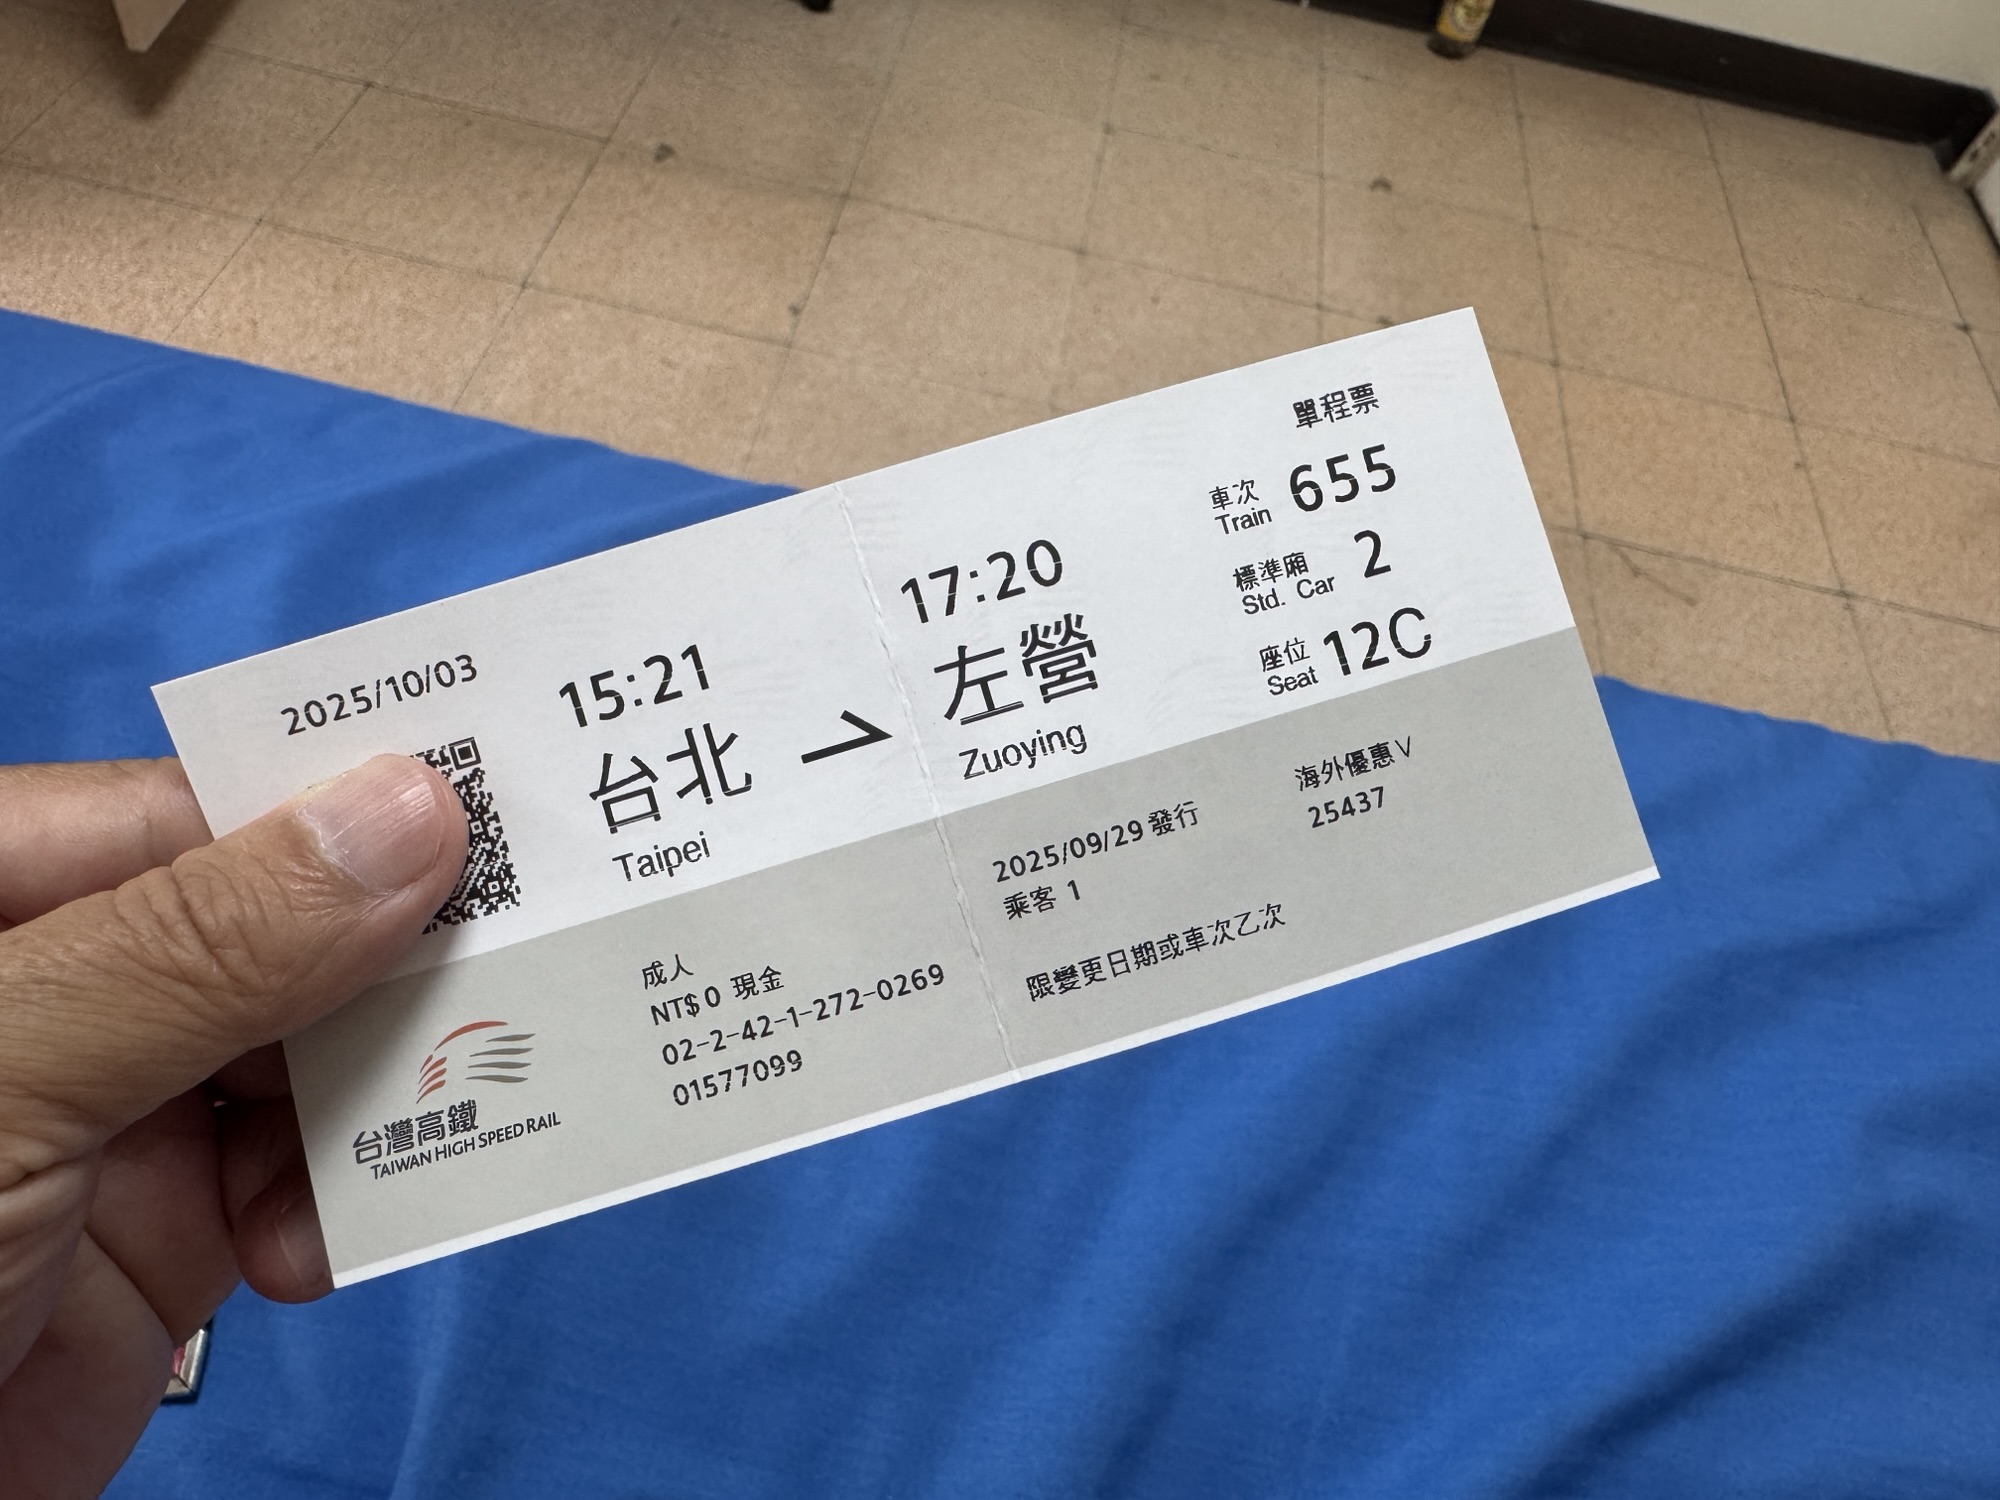 2025/10/03
15:21
台北
Taipei
17:20
左營
Zuoying
單程票
車次
Train
655
標準廂
Std. Car
2
座位
Seat
12C
成人
NT$0 現金
02-2-42-1-272-0269
01577099
2025/09/29 發行
乘客 1
限變更日期或車次乙次
海外優惠V
25437
台灣高鐵
TAIWAN HIGH SPEED RAIL